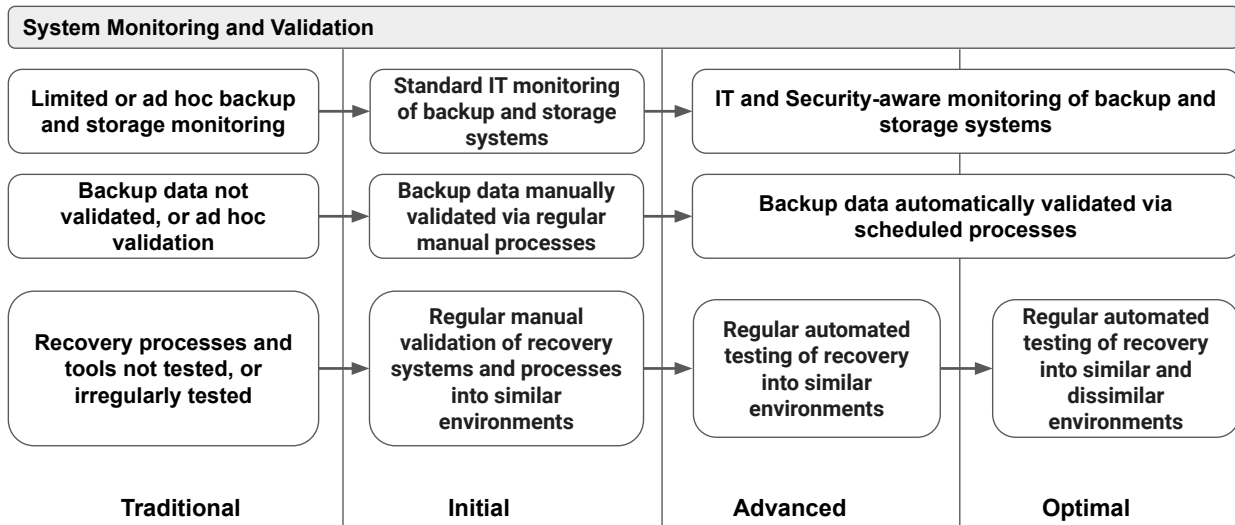 System Monitoring and Validation
Limited or ad hoc backup
and storage monitoring
Standard IT monitoring
of backup and storage
systems
IT and Security-aware monitoring of backup and
storage systems
Backup data not
validated, or ad hoc
validation
Backup data manually
validated via regular
manual processes
Backup data automatically validated via
scheduled processes
Recovery processes and
tools not tested, or
irregularly tested
Regular manual
validation of recovery
systems and processes
into similar
environments
Regular automated
testing of recovery
into similar
environments
Regular automated
testing of recovery
into similar and
dissimilar
environments
Traditional
Initial
Advanced
Optimal